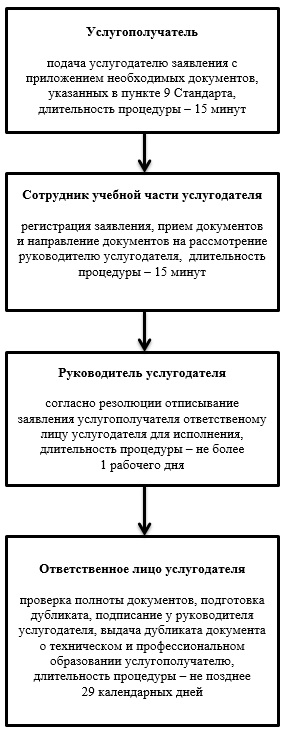 Услугополучатель
подача услугодателю заявления с
приложением необходимых документов,
указанных в пункте 9 Стандарта,
длительность процедуры – 15 минут
Сотрудник учебной части услугодателя
регистрация заявления, прием документов
и направление документов на рассмотрение
руководителю услугодателя, длительность
процедуры – 15 минут
Руководитель услугодателя
согласно резолюции отписывание
заявления услугополучателя ответственому
лицу услугодателя для исполнения,
длительность процедуры – не более
1 рабочего дня
Ответственное лицо услугодателя
проверка полноты документов, подготовка
дубликата, подписание у руководителя
услугодателя, выдача дубликата документа
о техническом и профессиональном
образовании услугополучателю,
длительность процедуры – не позднее
29 календарных дней